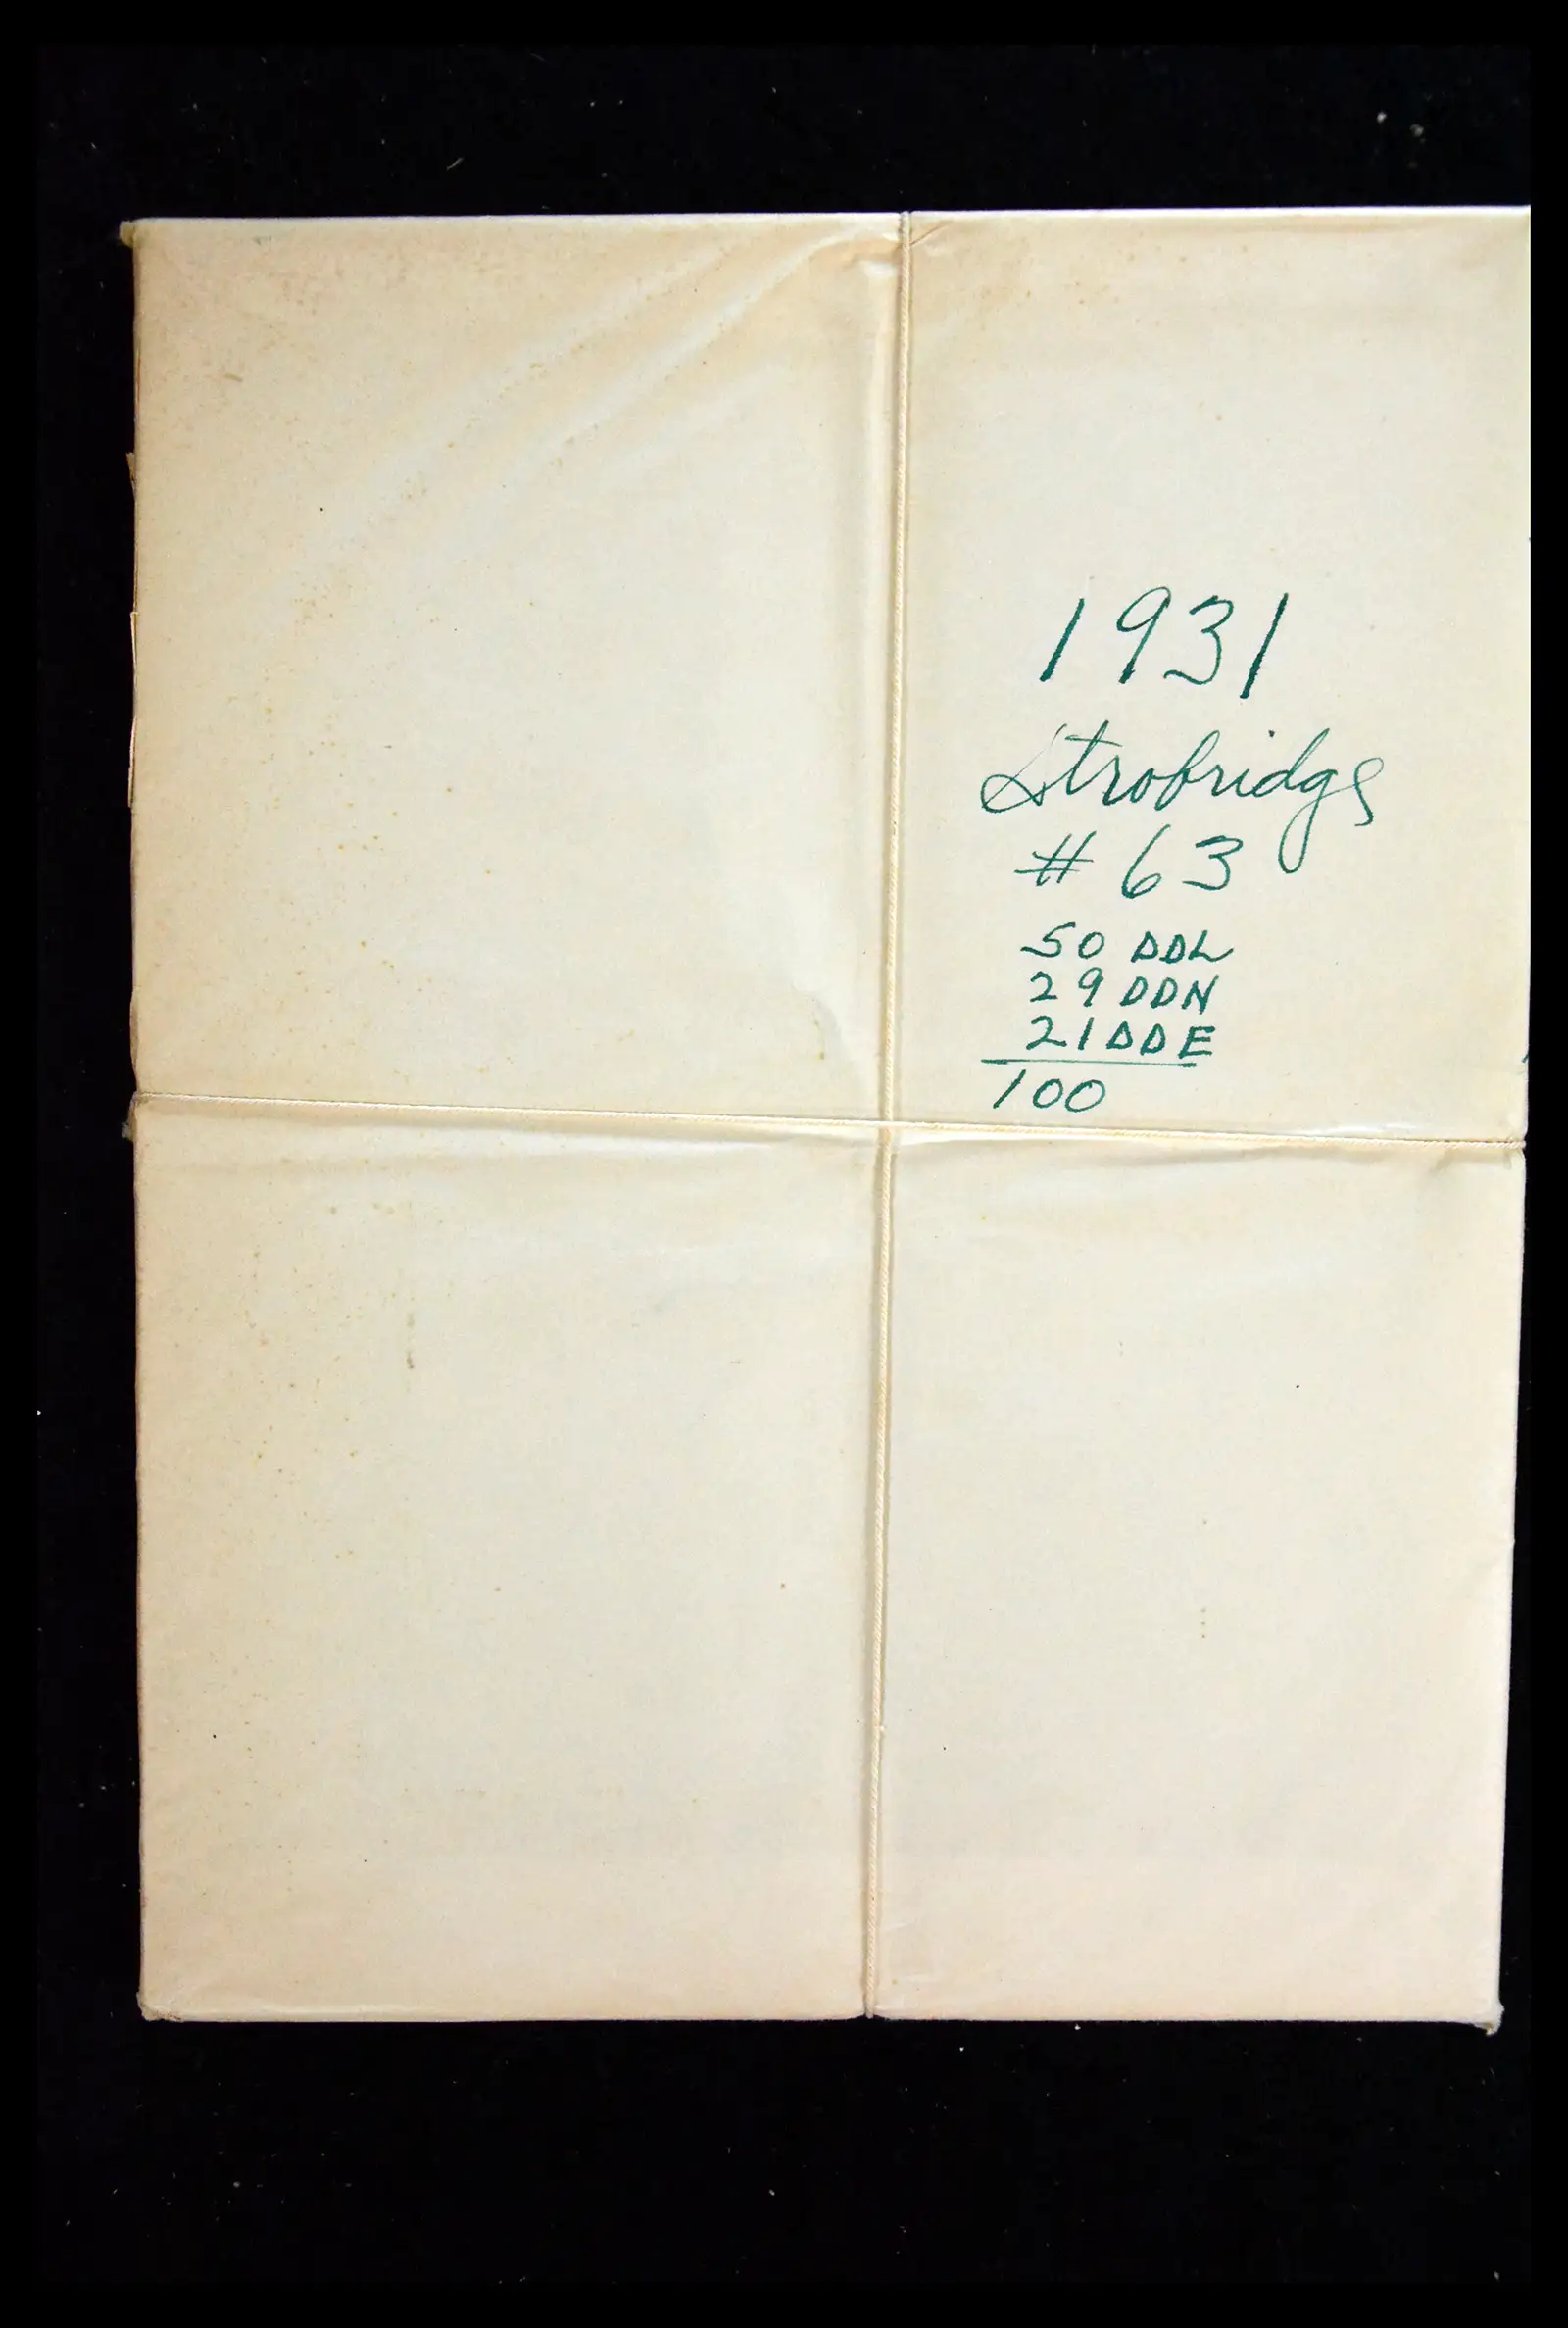 1931
Strobridge
# 63
50 DDL
29 DDN
21 DDE
100